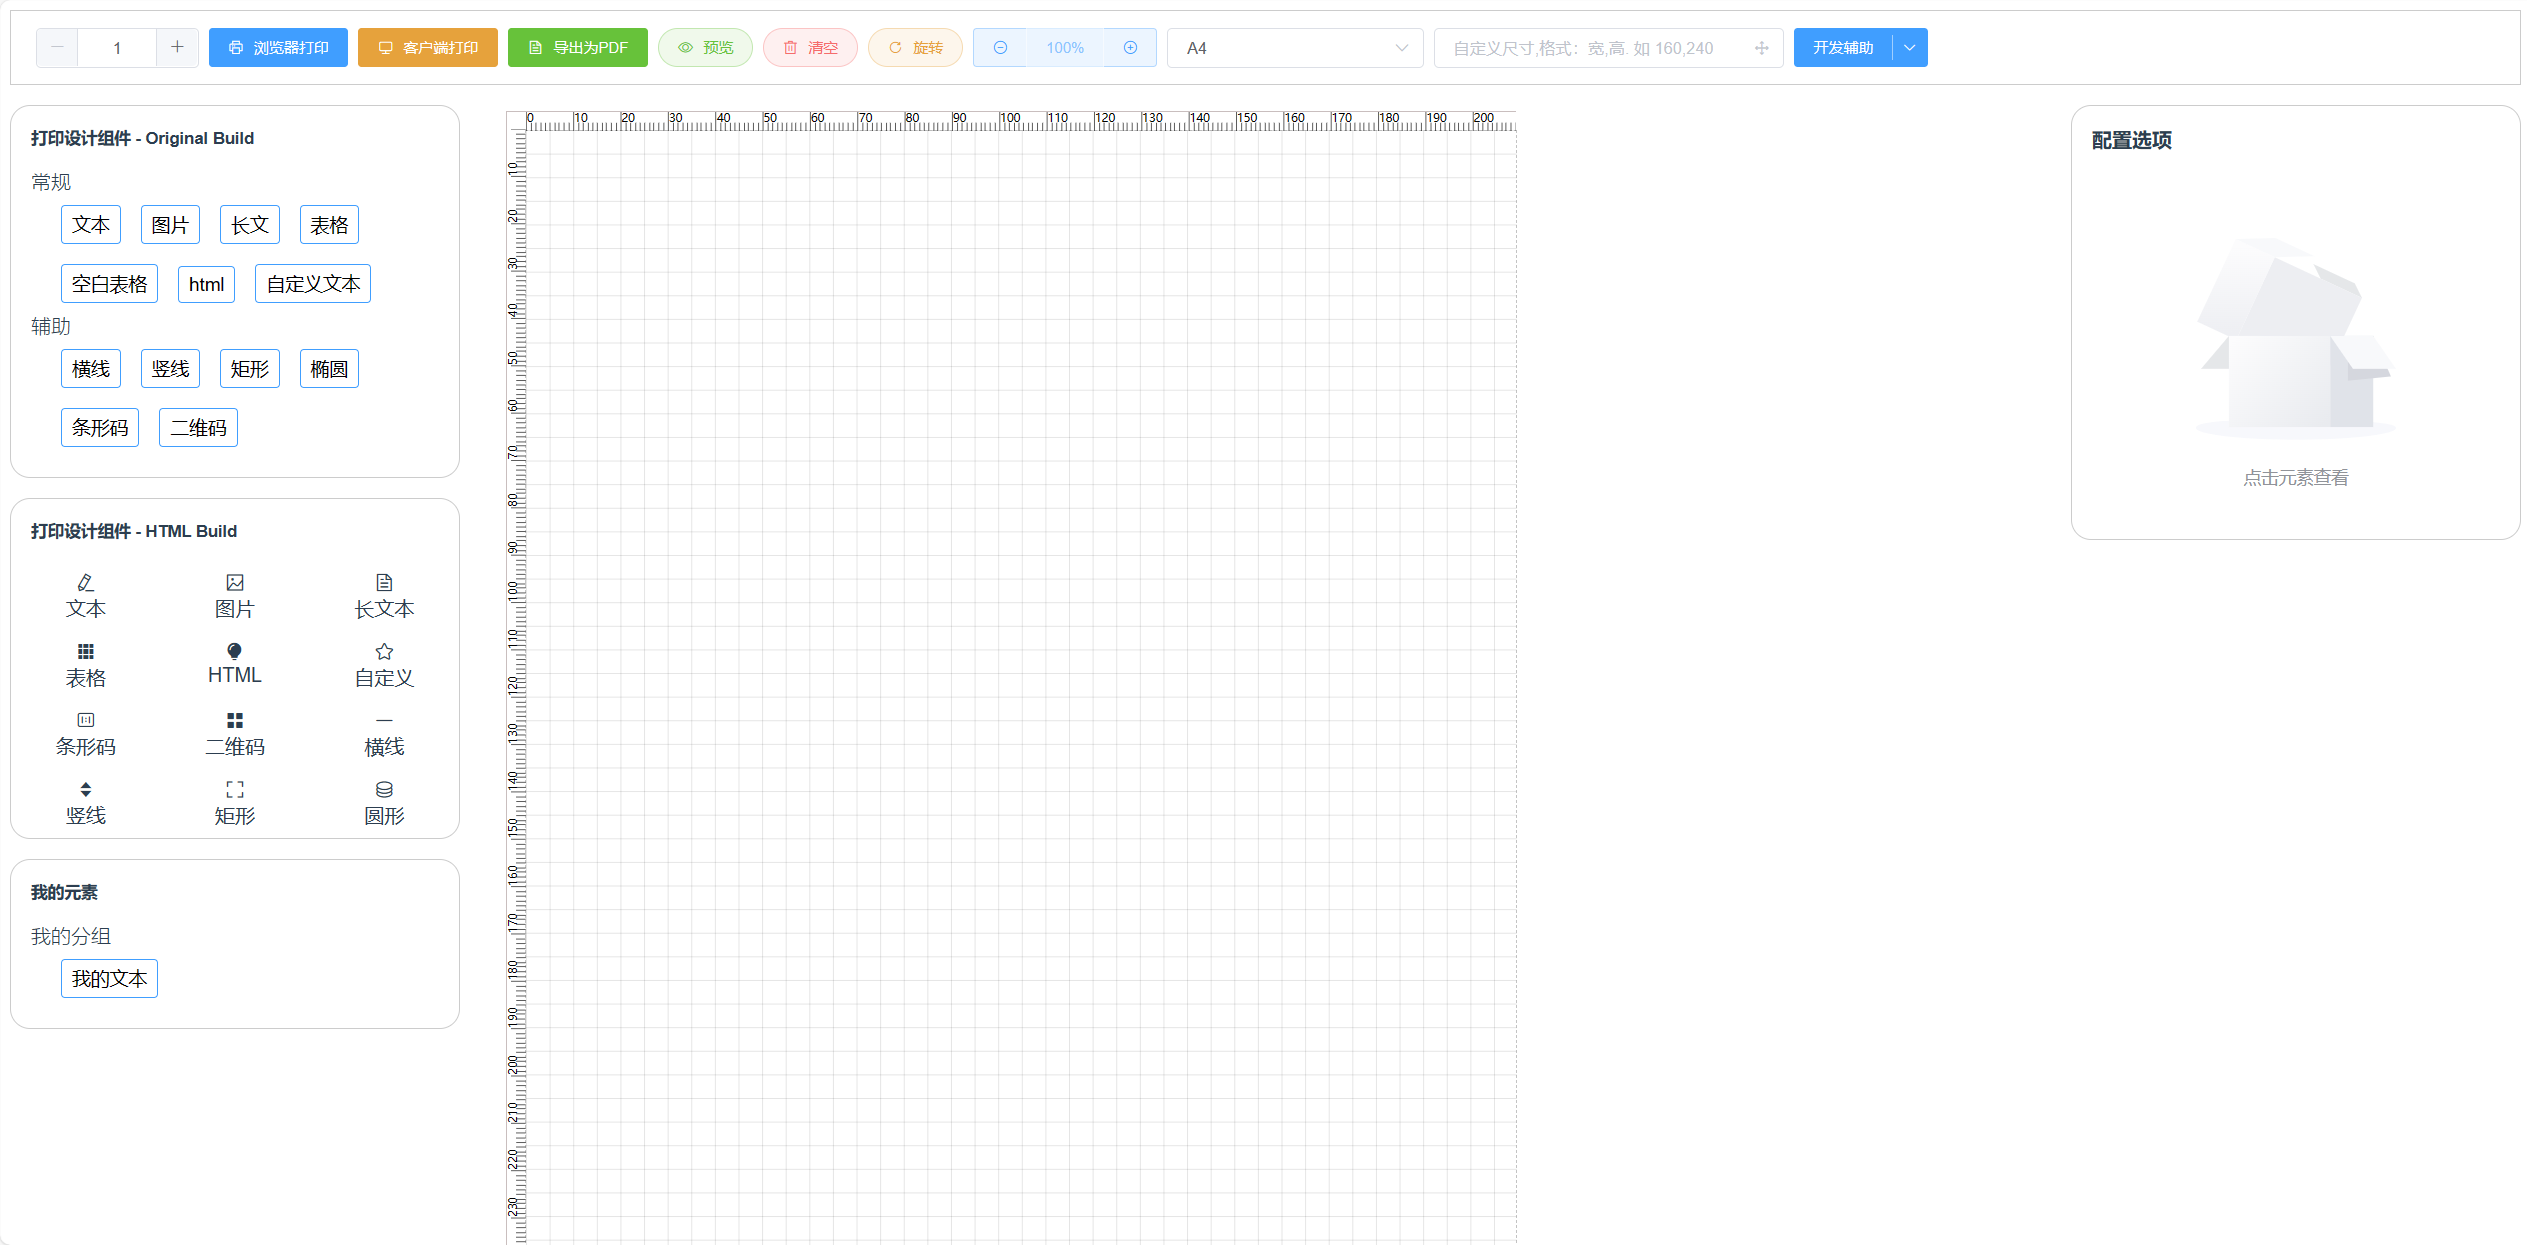 1 浏览器打印 客户端打印 导出为PDF 预览 清空 旋转 100% A4 自定义尺寸,格式：宽,高. 如 160,240 开发辅助
打印设计组件 - Original Build
常规
文本 图片 长文 表格
空白表格 html 自定义文本
辅助
横线 竖线 矩形 椭圆
条形码 二维码
打印设计组件 - HTML Build
文本 图片 长文本
表格 HTML 自定义
条形码 二维码 横线
竖线 矩形 圆形
我的元素
我的分组
我的文本
0 10 20 30 40 50 60 70 80 90 100 110 120 130 140 150 160 170 180 190 200
10
20
30
40
50
60
70
80
90
100
110
120
130
140
150
160
170
180
190
200
210
220
230
配置选项
点击元素查看